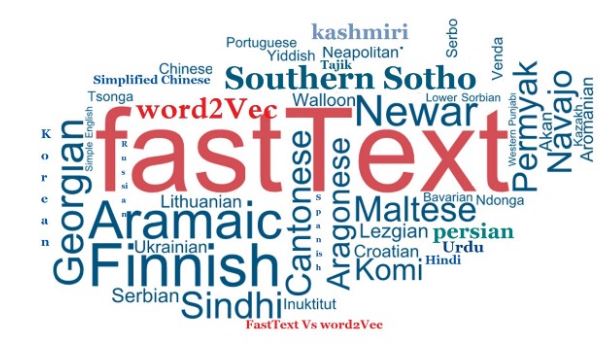 kashmiri
Serbo
Portuguese
Yiddish
Neapolitan
Venda
Chinese
Tajik
Simplified Chinese
Southern Sotho
Tsonga
word2Vec
Walloon
Newar
Lower Sorbian
Western Punjabi
Permyak
Akan
Navajo
Kazakh
Aromanian
Korean
Georgian
Simple English
fastText
Russian
Lithuanian
Cantonese
spanish
Aragonese
Bavarian
Ndonga
Aramaic
Maltese
Ukrainian
Lezgian
persian
Finnish
Croatian
Urdu
Komi
Hindi
Serbian
Sindhi
Inuktitut
FastText Vs word2Vec